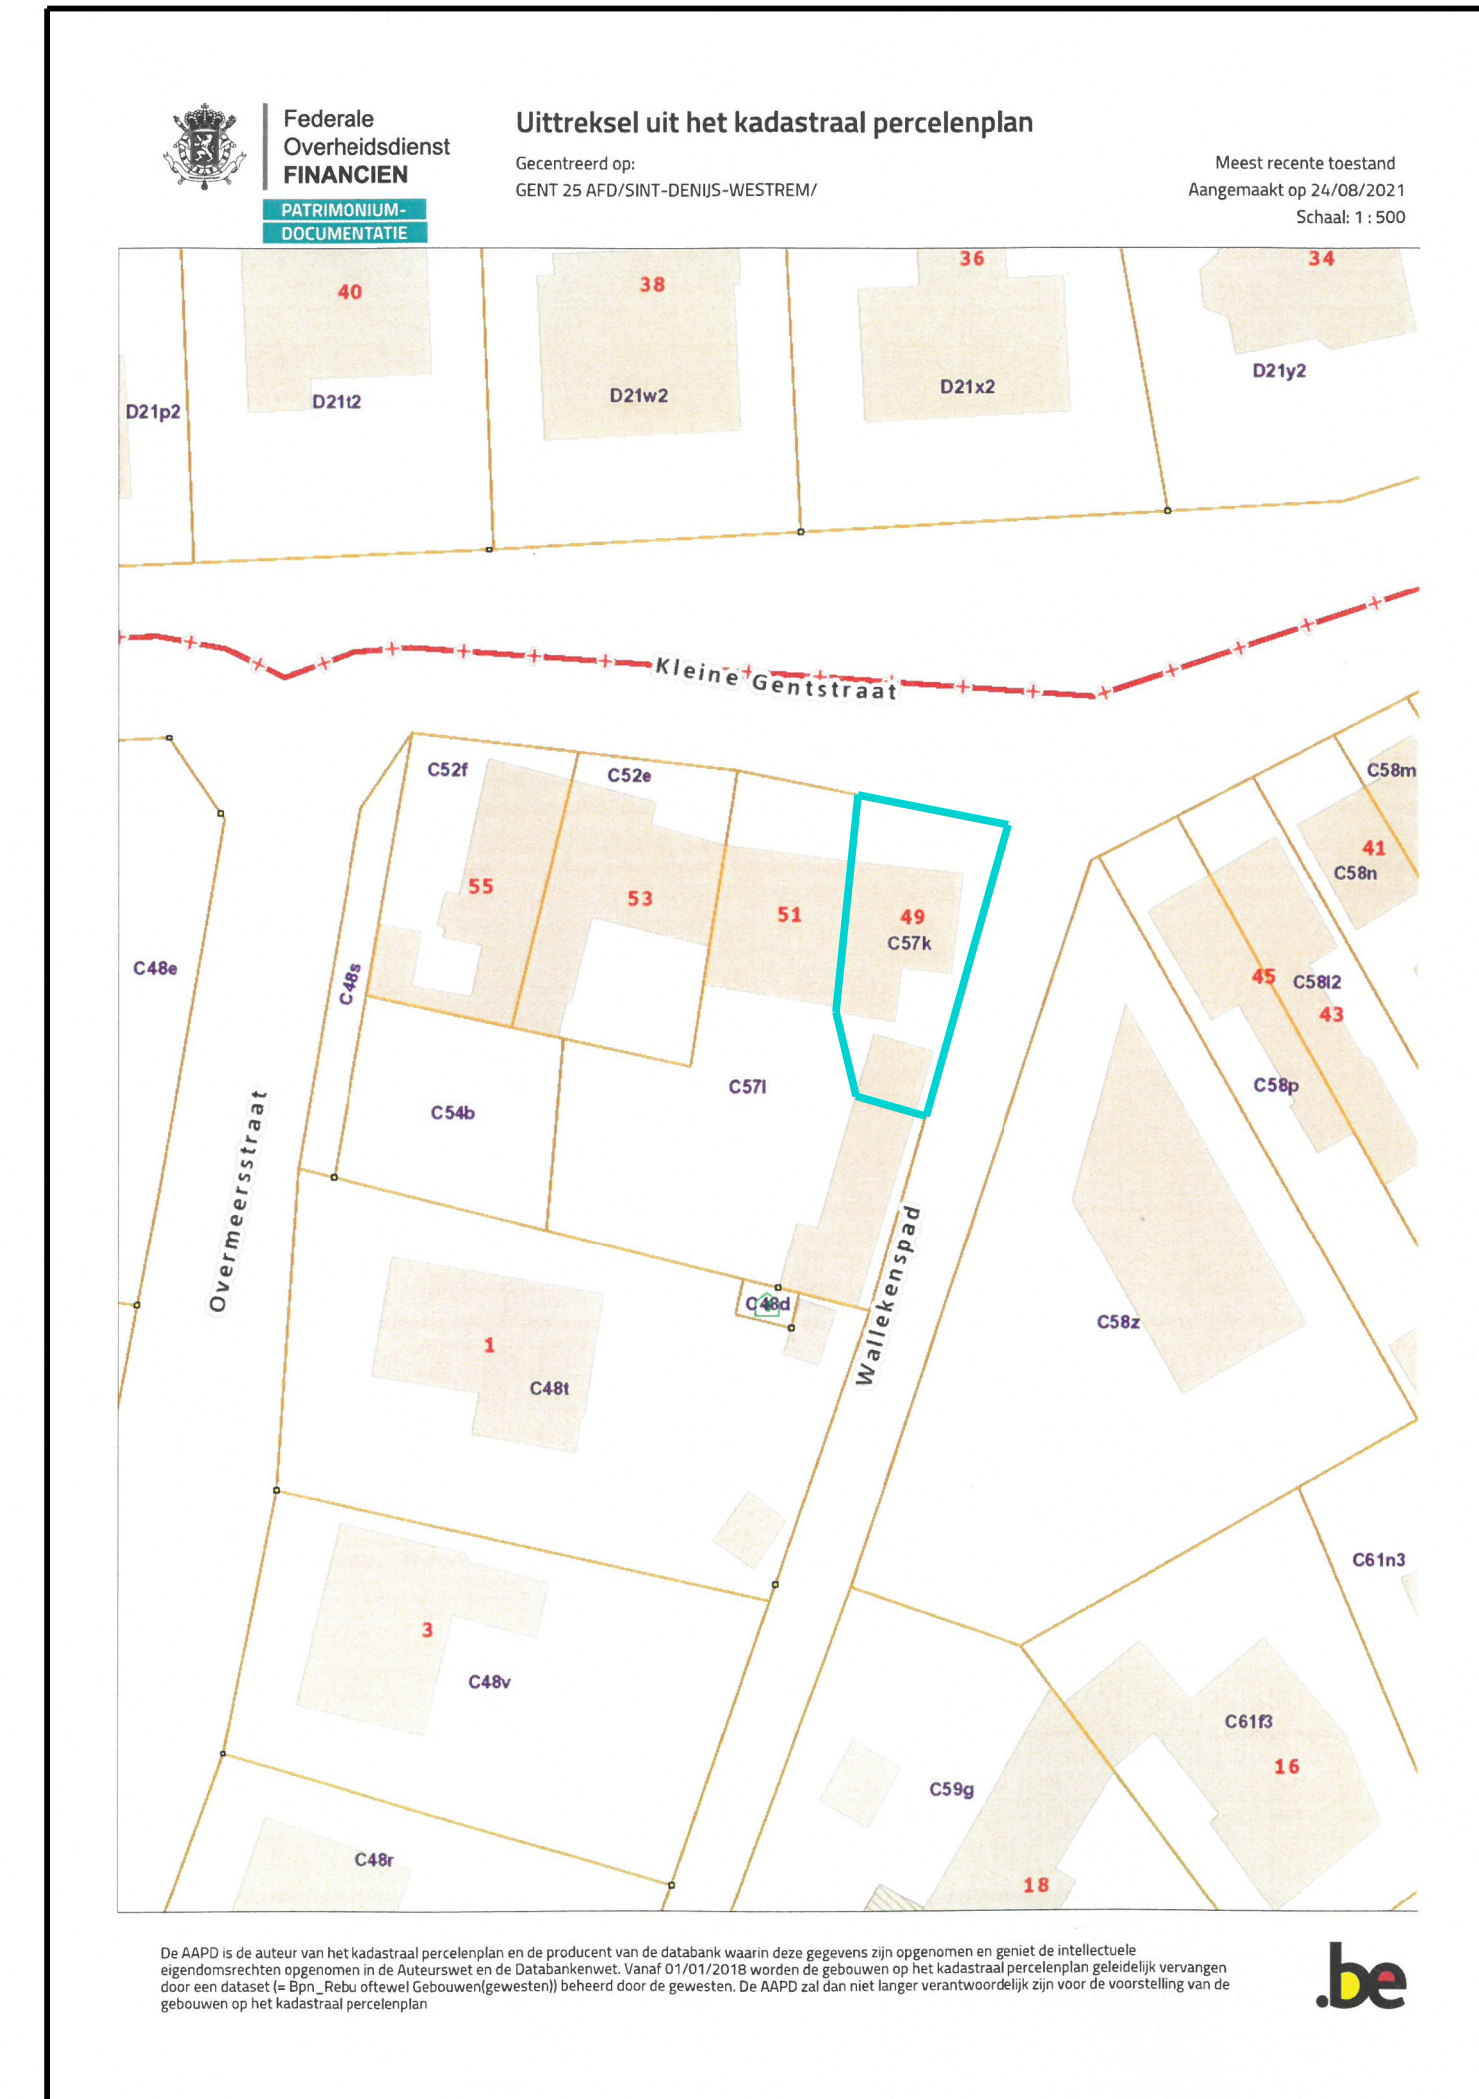 Federale
Overheidsdienst
FINANCIEN
PATRIMONIUM-
DOCUMENTATIE
Uittreksel uit het kadastraal percelenplan
Gecentreerd op:
GENT 25 AFD/SINT-DENIJS-WESTREM/
Meest recente toestand
Aangemaakt op 24/08/2021
Schaal: 1 : 500
40
38
36
34
D21p2
D21t2
D21w2
D21x2
D21y2
Kleine Gentstraat
C52f
C52e
C58m
41
C58n
55
53
51
49
C57k
C48e
C48s
45
C58l2
43
C54b
C57l
C58p
Overmeersstraat
Wallekenspad
C48d
C58z
1
C48t
C61n3
3
C48v
C61f3
16
C59g
C48r
18
De AAPD is de auteur van het kadastraal percelenplan en de producent van de databank waarin deze gegevens zijn opgenomen en geniet de intellectuele
eigendomsrechten opgenomen in de Auteurswet en de Databankenwet. Vanaf 01/01/2018 worden de gebouwen op het kadastraal percelenplan geleidelijk vervangen
door een dataset (= Bpn_Rebu oftewel Gebouwen(gewesten)) beheerd door de gewesten. De AAPD zal dan niet langer verantwoordelijk zijn voor de voorstelling van de
gebouwen op het kadastraal percelenplan
.be